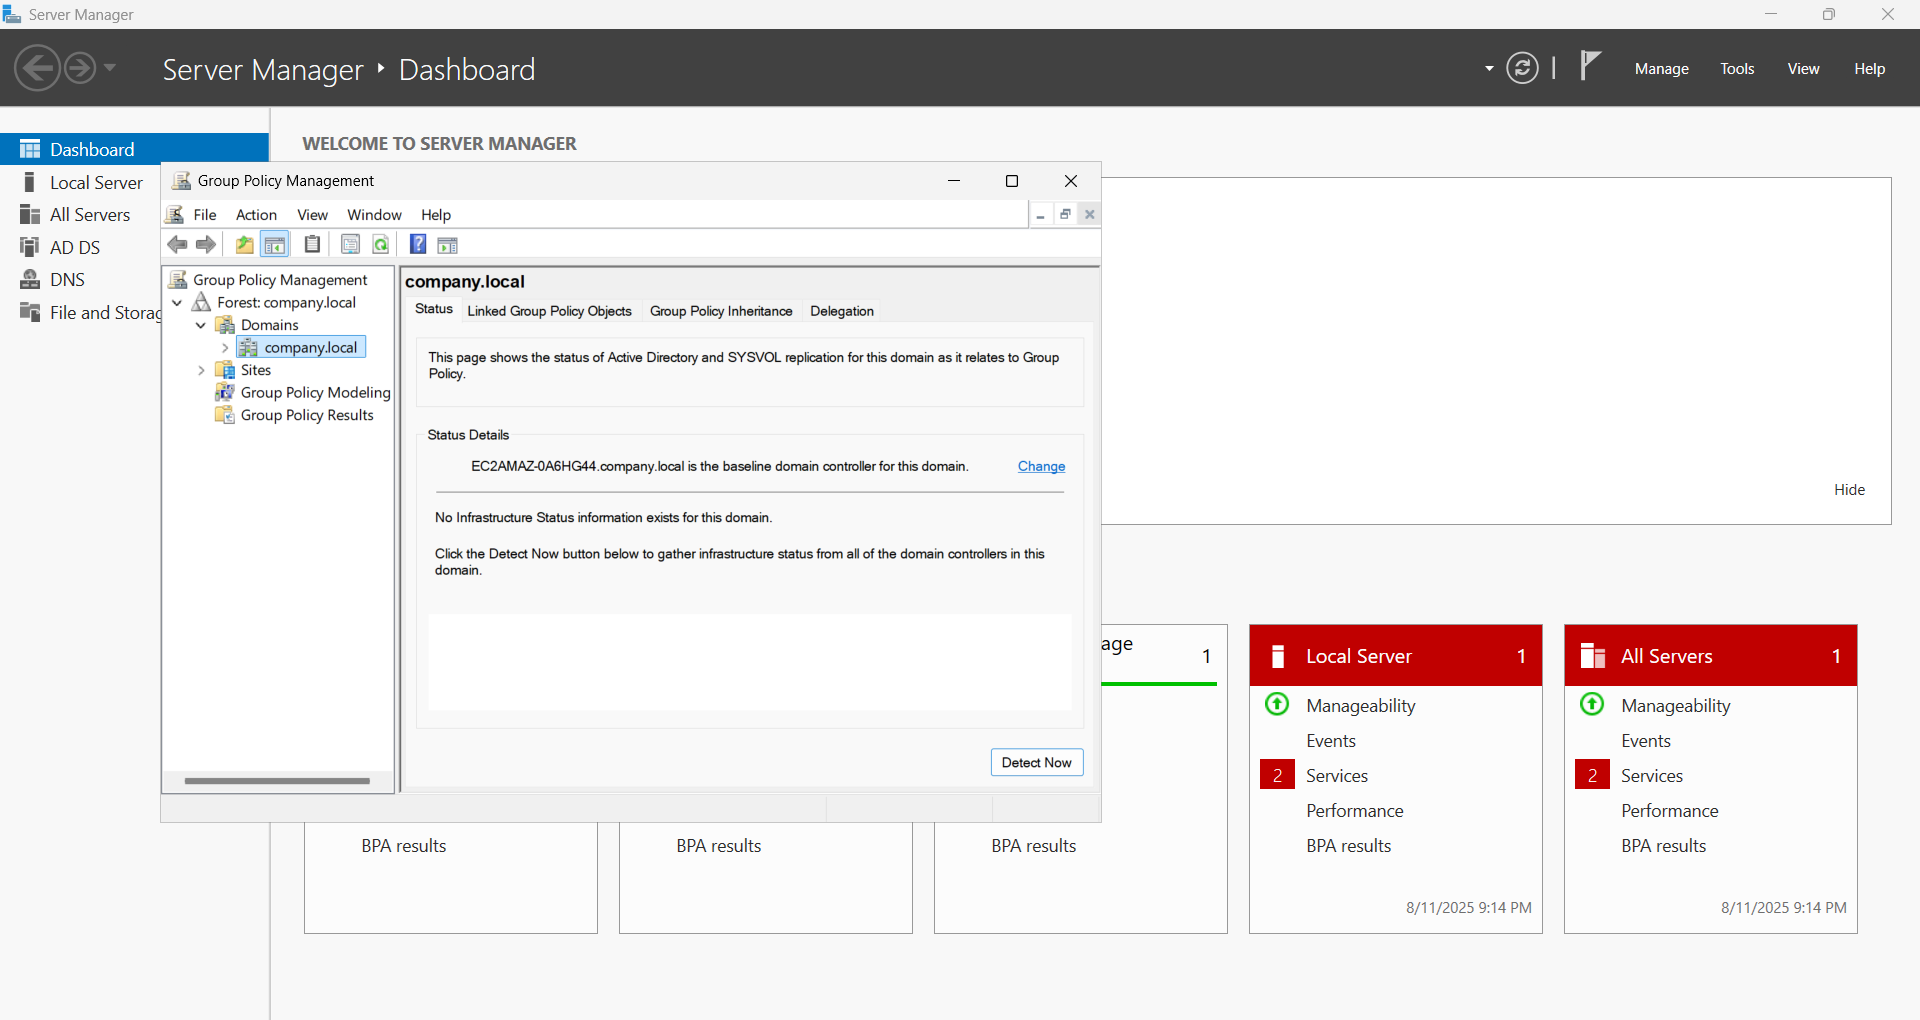 Server Manager
Server Manager Dashboard
Manage Tools View Help
Dashboard
Local Server
All Servers
AD DS
DNS
File and Storag
WELCOME TO SERVER MANAGER
Group Policy Management
File Action View Window Help
Group Policy Management
Forest: company.local
Domains
company.local
Sites
Group Policy Modeling
Group Policy Results
company.local
Status Linked Group Policy Objects Group Policy Inheritance Delegation
This page shows the status of Active Directory and SYSVOL replication for this domain as it relates to Group
Policy.
Status Details
EC2AMAZ-0A6HG44.company.local is the baseline domain controller for this domain. Change
No Infrastructure Status information exists for this domain.
Click the Detect Now button below to gather infrastructure status from all of the domain controllers in this
domain.
Detect Now
Hide
age 1
BPA results
BPA results
BPA results
Local Server 1
Manageability
Events
2 Services
Performance
BPA results
8/11/2025 9:14 PM
All Servers 1
Manageability
Events
2 Services
Performance
BPA results
8/11/2025 9:14 PM